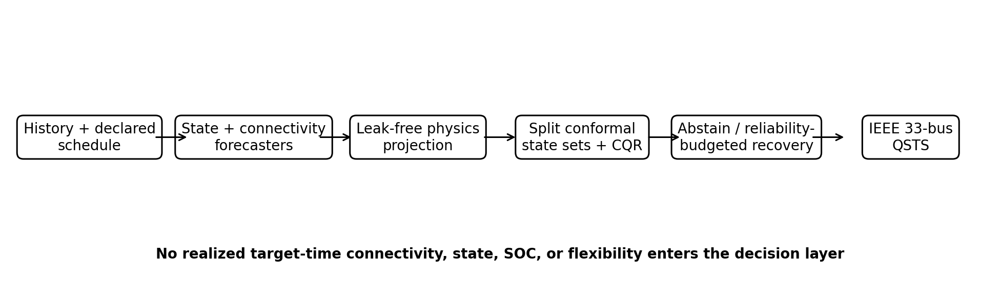 History + declared
schedule
State + connectivity
forecasters
Leak-free physics
projection
Split conformal
state sets + CQR
Abstain / reliability-
budgeted recovery
IEEE 33-bus
QSTS
No realized target-time connectivity, state, SOC, or flexibility enters the decision layer